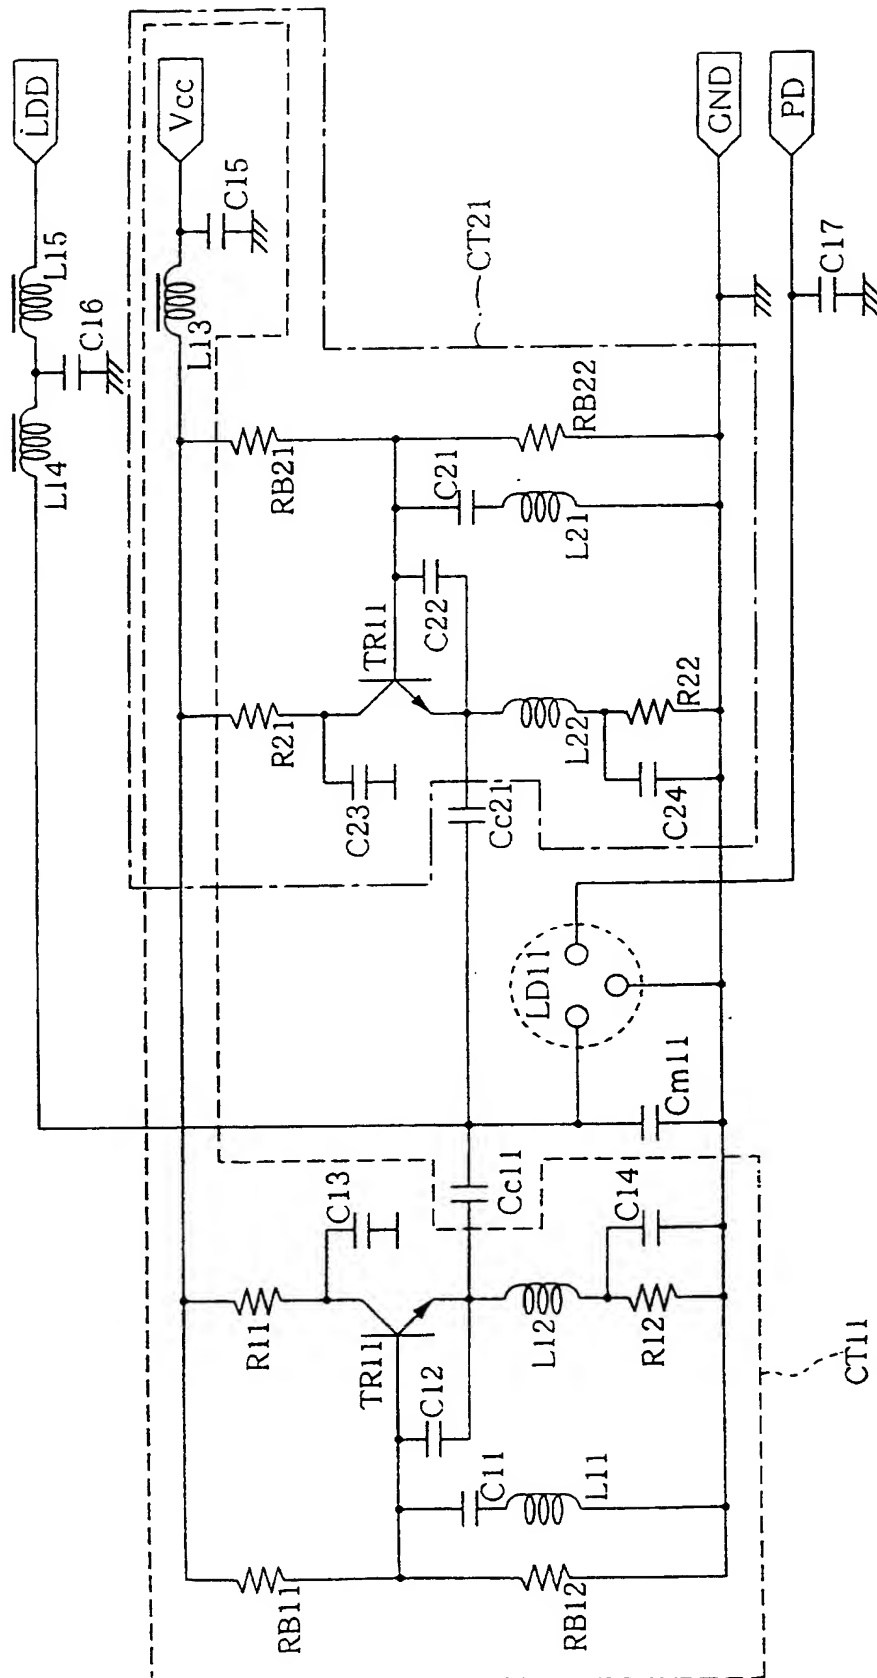 LDD
L15
C16
L14
Vcc
C15
L13
CT21
GND
PD
C17
RB21
RB22
C21
L21
C22
TR11
R21
C23
L22
R22
C24
Cc21
LD11
Cm11
Cc11
C13
R11
TR11
C12
L12
R12
C14
C11
L11
RB11
RB12
CT11